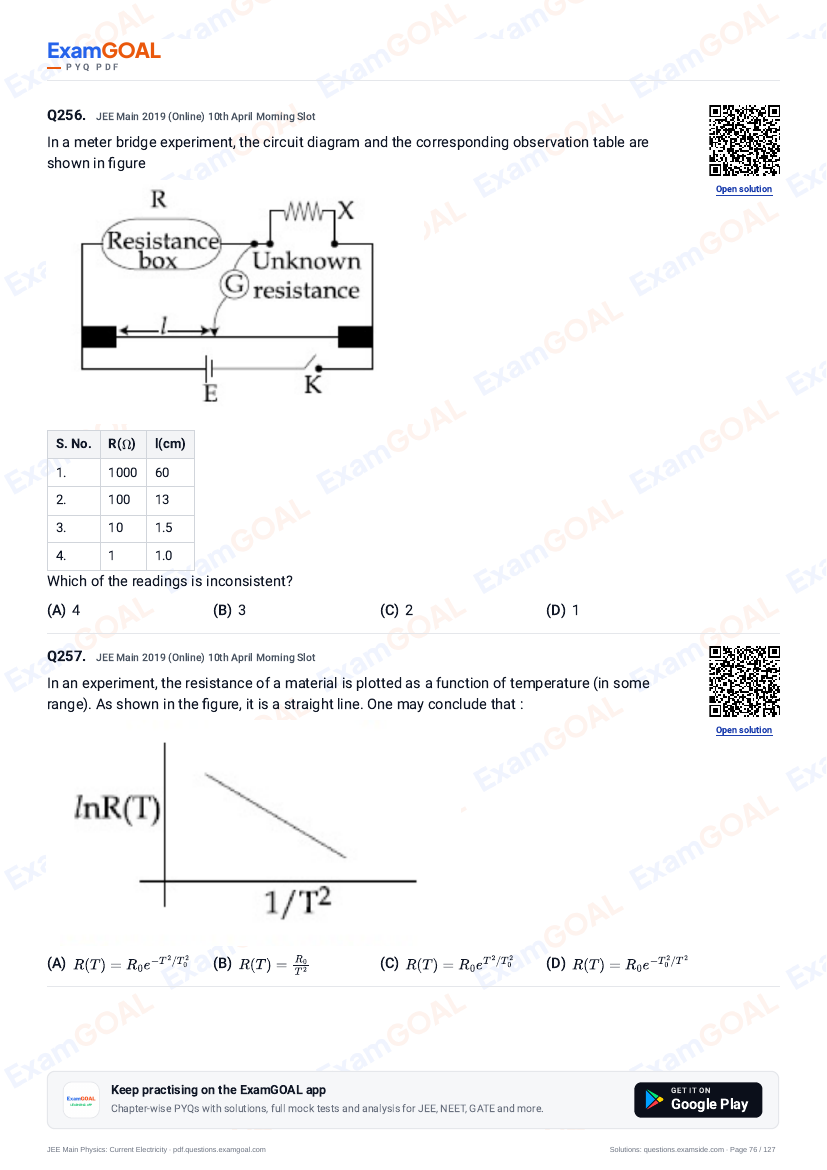 ExamGOAL
PYQ PDF
Q256. JEE Main 2019 (Online) 10th April Morning Slot
In a meter bridge experiment, the circuit diagram and the corresponding observation table are
shown in figure
Open solution
R
Resistance
box
X
Unknown
resistance
G
l
E
K
S. No. R(Ω) l(cm)
1. 1000 60
2. 100 13
3. 10 1.5
4. 1 1.0
Which of the readings is inconsistent?
(A) 4 (B) 3 (C) 2 (D) 1
Q257. JEE Main 2019 (Online) 10th April Morning Slot
In an experiment, the resistance of a material is plotted as a function of temperature (in some
range). As shown in the figure, it is a straight line. One may conclude that :
Open solution
lnR(T)
1/T²
(A) R(T) = R₀e^{−T²/T₀²} (B) R(T) = R₀/T² (C) R(T) = R₀e^{T²/T₀²} (D) R(T) = R₀e^{−T₀²/T²}
Keep practising on the ExamGOAL app
Chapter-wise PYQs with solutions, full mock tests and analysis for JEE, NEET, GATE and more.
GET IT ON
Google Play
JEE Main Physics: Current Electricity · pdf.questions.examgoal.com
Solutions: questions.examside.com · Page 76 / 127